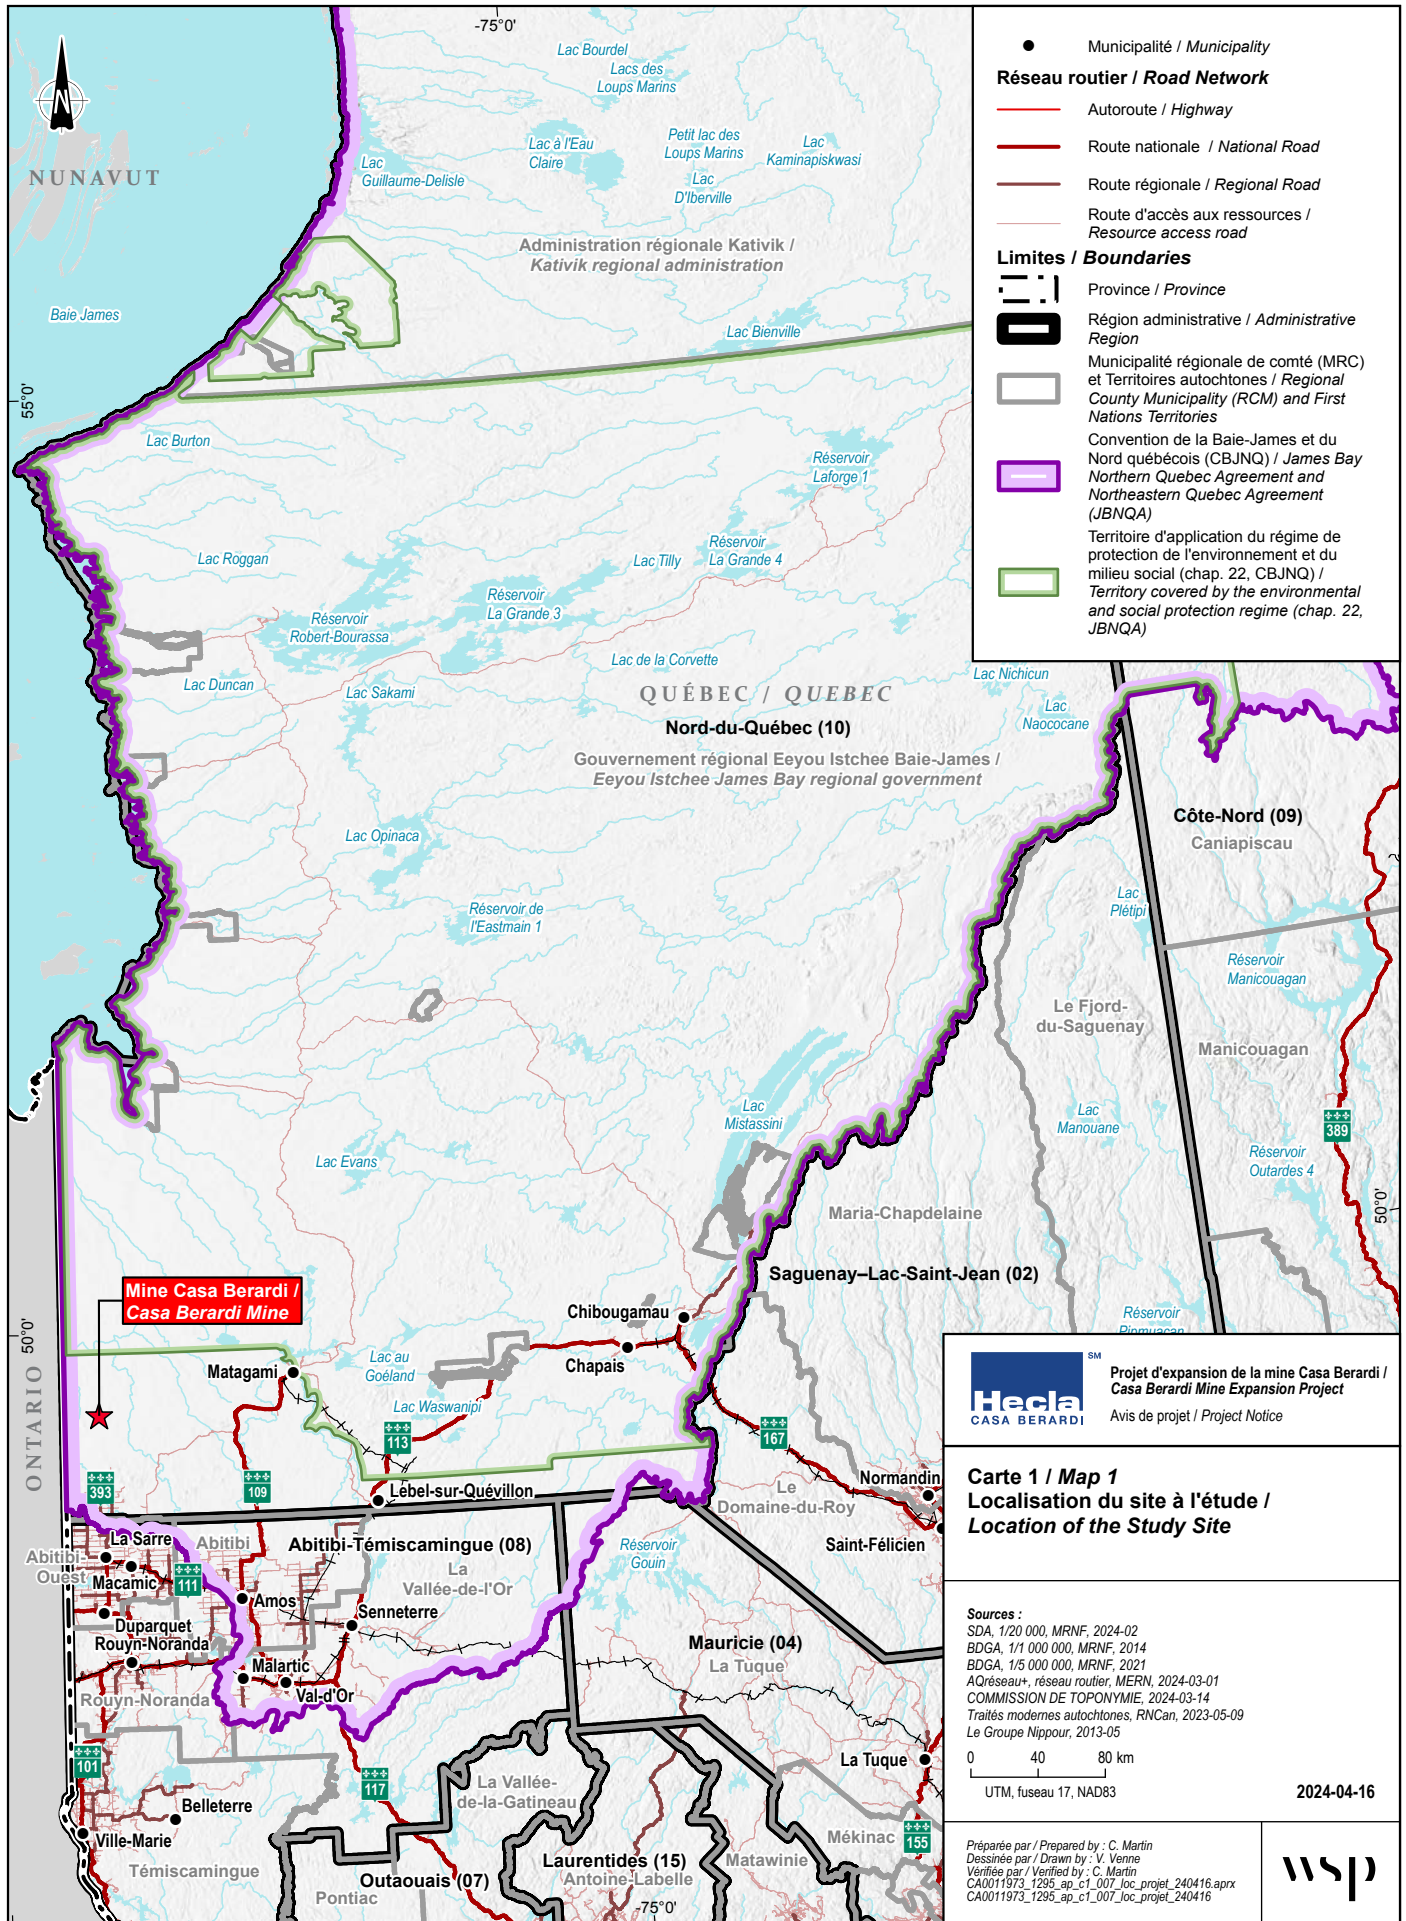 -75°0'
Lac Bourdel
Lacs des
Loups Marins
Lac à l'Eau
Claire
Petit lac des
Loups Marins
Lac
Kaminapiskwasi
Lac
D'Iberville
Lac
Guillaume-Delisle
N
NUNAVUT
Administration régionale Kativik /
Kativik regional administration
Baie James
Lac Bienville
55°0'
Lac Burton
Réservoir
Laforge 1
Réservoir
La Grande 4
Lac Tilly
Lac Roggan
Réservoir
La Grande 3
Réservoir
Robert-Bourassa
Lac de la Corvette
Lac Nichicun
Lac Duncan
Lac Sakami
QUÉBEC / QUEBEC
Lac
Naococane
Nord-du-Québec (10)
Gouvernement régional Eeyou Istchee Baie-James /
Eeyou Istchee James Bay regional government
Côte-Nord (09)
Caniapiscau
Lac Opinaca
Lac
Plétipi
Réservoir de
l'Eastmain 1
Réservoir
Manicouagan
Le Fjord-
du-Saguenay
Manicouagan
Lac
Mistassini
Lac
Manouane
389
Lac Evans
Réservoir
Outardes 4
50°0'
Maria-Chapdelaine
Saguenay–Lac-Saint-Jean (02)
Mine Casa Berardi /
Casa Berardi Mine
Chibougamau
Réservoir
Pipmuacan
50°0'
Chapais
Matagami
Lac au
Goéland
Lac Waswanipi
ONTARIO
113
167
393
109
Normandin
Lebel-sur-Quévillon
Le
Domaine-du-Roy
Saint-Félicien
La Sarre
Abitibi
Abitibi-Témiscamingue (08)
Réservoir
Gouin
Abitibi-
Ouest
Macamic
111
La
Vallée-de-l'Or
Amos
Senneterre
Duparquet
Rouyn-Noranda
Mauricie (04)
La Tuque
Malartic
Val-d'Or
Rouyn-Noranda
La Tuque
101
117
La Vallée-
de-la-Gatineau
Belleterre
Ville-Marie
Mékinac
155
Témiscamingue
Laurentides (15)
Antoine-Labelle
Matawinie
Outaouais (07)
Pontiac
-75°0'
Municipalité / Municipality
Réseau routier / Road Network
Autoroute / Highway
Route nationale / National Road
Route régionale / Regional Road
Route d'accès aux ressources /
Resource access road
Limites / Boundaries
Province / Province
Région administrative / Administrative
Region
Municipalité régionale de comté (MRC)
et Territoires autochtones / Regional
County Municipality (RCM) and First
Nations Territories
Convention de la Baie-James et du
Nord québécois (CBJNQ) / James Bay
Northern Quebec Agreement and
Northeastern Quebec Agreement
(JBNQA)
Territoire d'application du régime de
protection de l'environnement et du
milieu social (chap. 22, CBJNQ) /
Territory covered by the environmental
and social protection regime (chap. 22,
JBNQA)
Hecla SM
CASA BERARDI
Projet d'expansion de la mine Casa Berardi /
Casa Berardi Mine Expansion Project
Avis de projet / Project Notice
Carte 1 / Map 1
Localisation du site à l'étude /
Location of the Study Site
Sources :
SDA, 1/20 000, MRNF, 2024-02
BDGA, 1/1 000 000, MRNF, 2014
BDGA, 1/5 000 000, MRNF, 2021
AQréseau+, réseau routier, MERN, 2024-03-01
COMMISSION DE TOPONYMIE, 2024-03-14
Traités modernes autochtones, RNCan, 2023-05-09
Le Groupe Nippour, 2013-05
0 40 80 km
UTM, fuseau 17, NAD83
2024-04-16
Préparée par / Prepared by : C. Martin
Dessinée par / Drawn by : V. Venne
Vérifiée par / Verified by : C. Martin
CA0011973_1295_ap_c1_007_loc_projet_240416.aprx
CA0011973_1295_ap_c1_007_loc_projet_240416
wsp